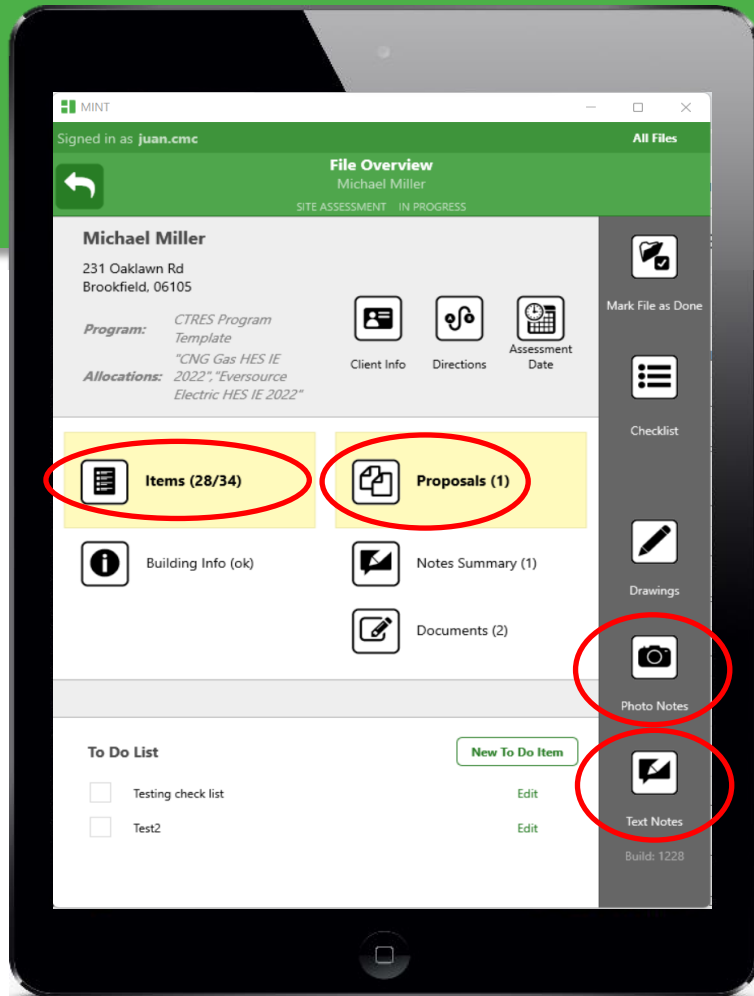 MINT
Signed in as juan.cmc
All Files
File Overview
Michael Miller
SITE ASSESSMENT IN PROGRESS
Michael Miller
231 Oaklawn Rd
Brookfield, 06105
Program: CTRES Program
Template
Allocations: "CNG Gas HES IE
2022","Eversource
Electric HES IE 2022"
Client Info
Directions
Assessment
Date
Mark File as Done
Checklist
Items (28/34)
Proposals (1)
Building Info (ok)
Notes Summary (1)
Documents (2)
Drawings
Photo Notes
Text Notes
Build: 1228
To Do List
New To Do Item
Testing check list
Edit
Test2
Edit